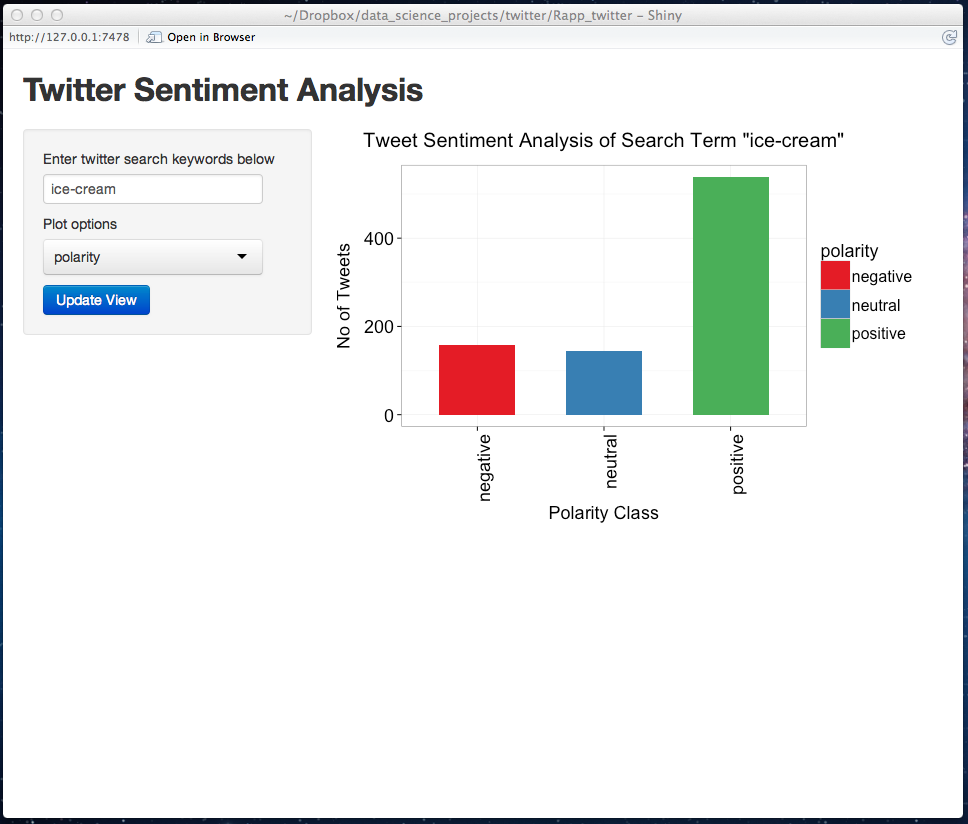 ~/Dropbox/data_science_projects/twitter/Rapp_twitter – Shiny
http://127.0.0.1:7478 Open in Browser
Twitter Sentiment Analysis
Enter twitter search keywords below
ice-cream
Plot options
polarity
Update View
Tweet Sentiment Analysis of Search Term "ice-cream"
No of Tweets
400
200
0
negative
neutral
positive
Polarity Class
polarity
negative
neutral
positive